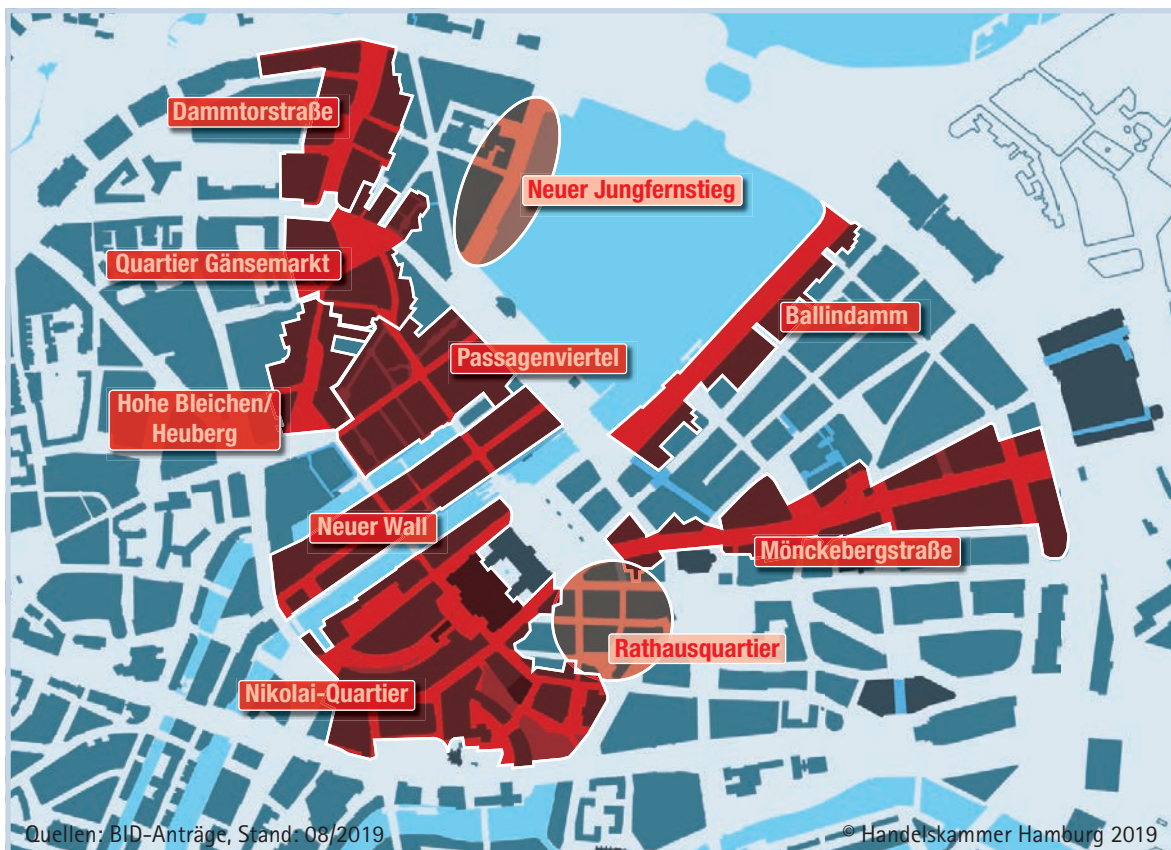 Dammtorstraße
Neuer Jungfernstieg
Quartier Gänsemarkt
Ballindamm
Passagenviertel
Hohe Bleichen/
Heuberg
Neuer Wall
Mönckebergstraße
Rathausquartier
Nikolai-Quartier
Quellen: BID-Anträge, Stand: 08/2019
© Handelskammer Hamburg 2019